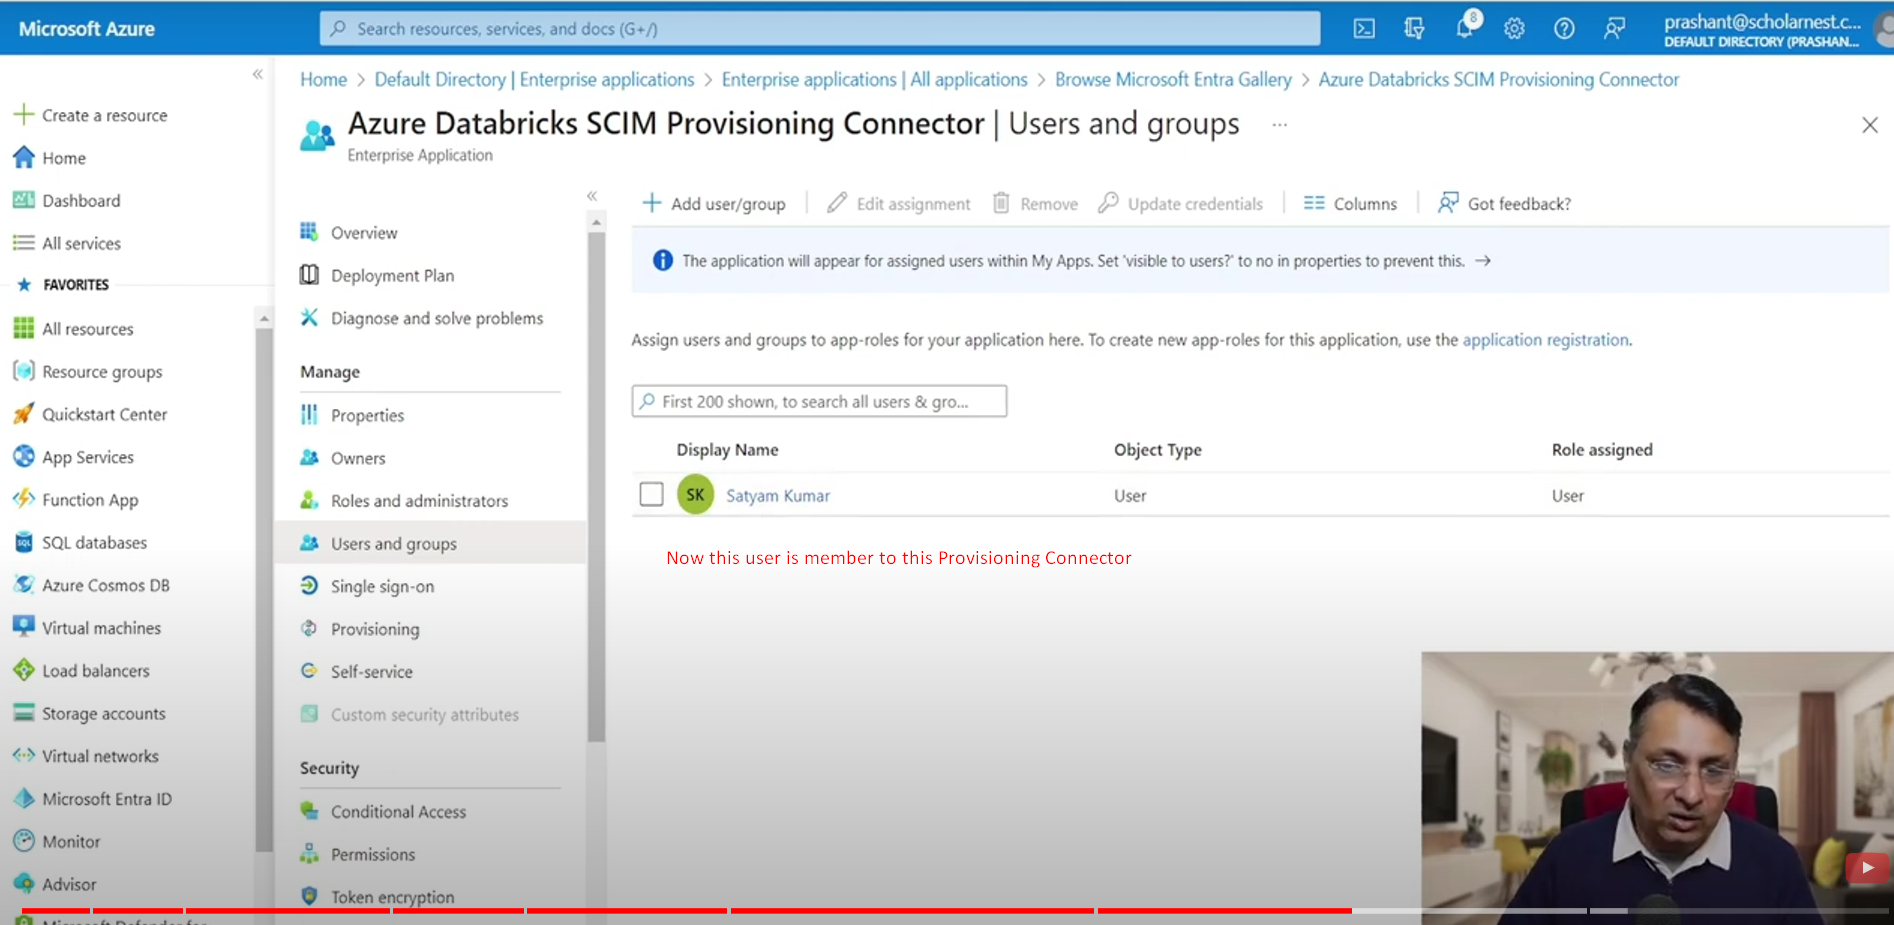 Microsoft Azure
Search resources, services, and docs (G+/)
8
prashant@scholarnest.c...
DEFAULT DIRECTORY (PRASHAN...
Home > Default Directory | Enterprise applications > Enterprise applications | All applications > Browse Microsoft Entra Gallery > Azure Databricks SCIM Provisioning Connector
Azure Databricks SCIM Provisioning Connector | Users and groups ...
Enterprise Application
Create a resource
Home
Dashboard
All services
FAVORITES
All resources
Resource groups
Quickstart Center
App Services
Function App
SQL databases
Azure Cosmos DB
Virtual machines
Load balancers
Storage accounts
Virtual networks
Microsoft Entra ID
Monitor
Advisor
Microsoft Defender for
Overview
Deployment Plan
Diagnose and solve problems
Manage
Properties
Owners
Roles and administrators
Users and groups
Single sign-on
Provisioning
Self-service
Custom security attributes
Security
Conditional Access
Permissions
Token encryption
Add user/group
Edit assignment
Remove
Update credentials
Columns
Got feedback?
The application will appear for assigned users within My Apps. Set 'visible to users?' to no in properties to prevent this. →
Assign users and groups to app-roles for your application here. To create new app-roles for this application, use the application registration.
First 200 shown, to search all users & gro...
Display Name Object Type Role assigned
SK Satyam Kumar User User
Now this user is member to this Provisioning Connector